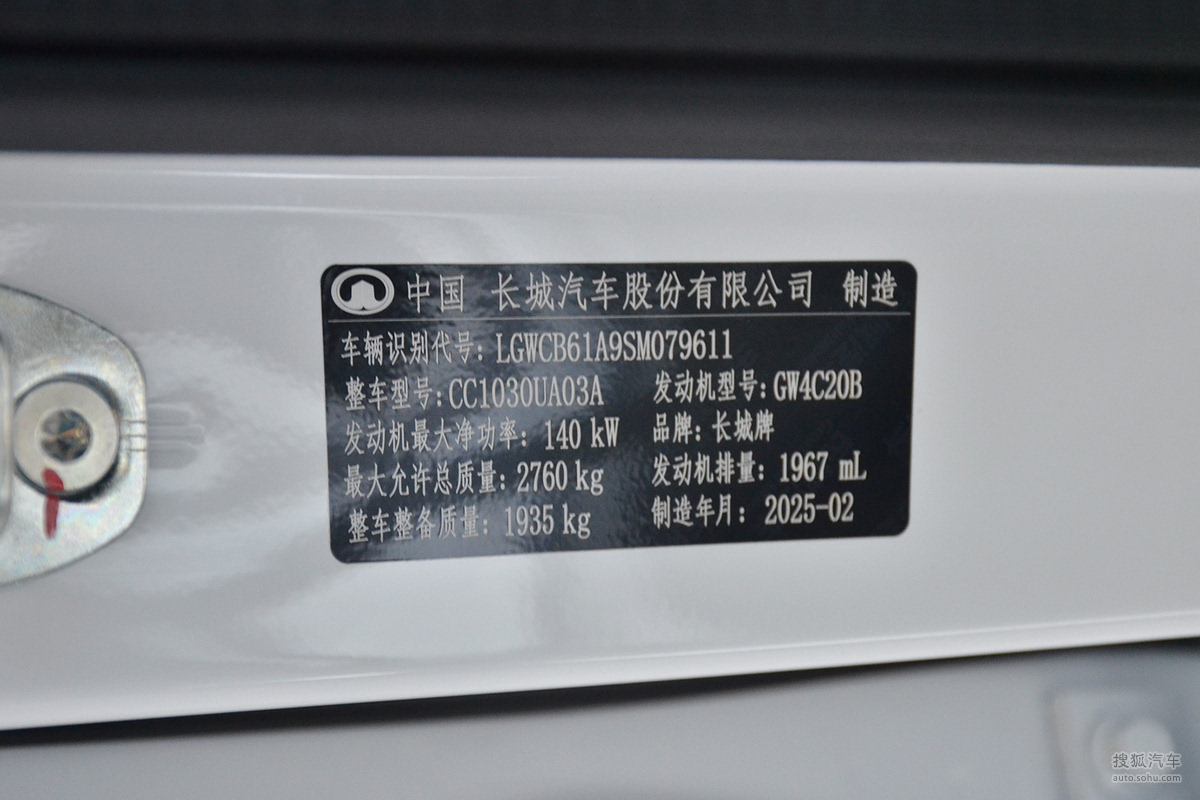 中国 长城汽车股份有限公司 制造
车辆识别代号: LGWCB61A9SM079611
整车型号: CC1030UA03A 发动机型号: GW4C20B
发动机最大净功率: 140 kW 品牌: 长城牌
最大允许总质量: 2760 kg 发动机排量: 1967 mL
整车整备质量: 1935 kg 制造年月: 2025-02
搜狐汽车
auto.sohu.com